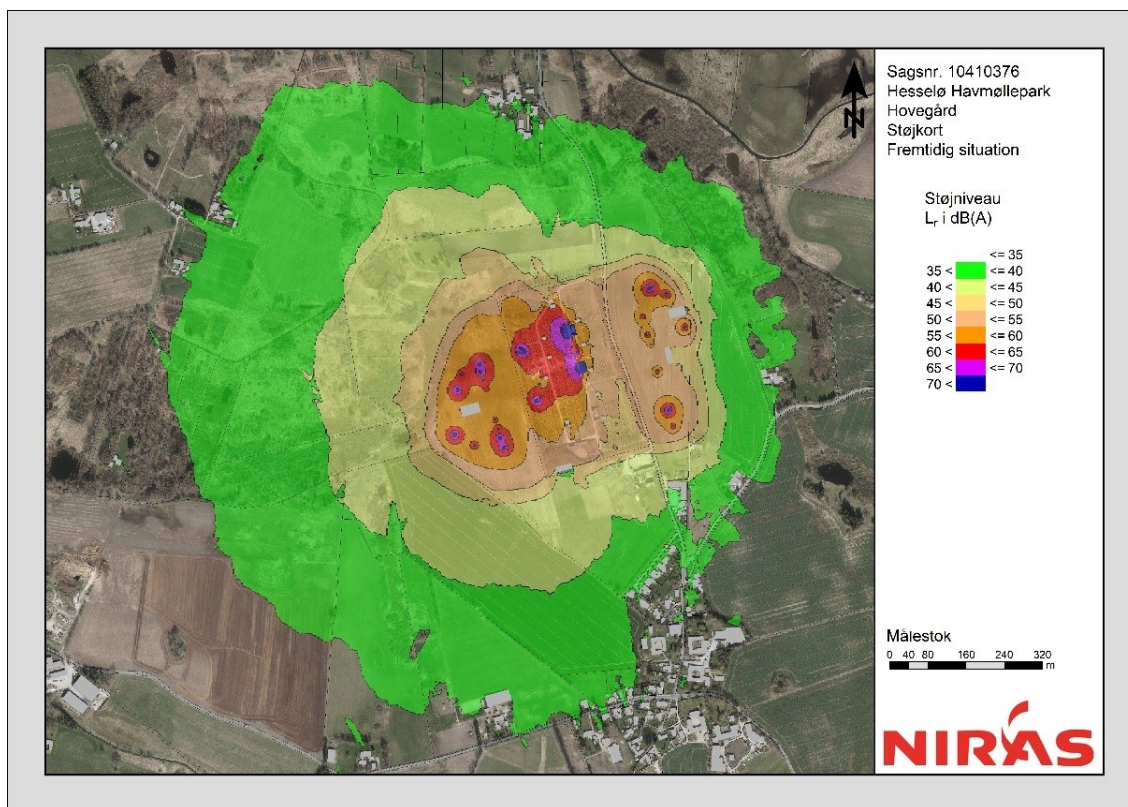 Sagsnr. 10410376
Hesselø Havmøllepark
Hovegård
Støjkort
Fremtidig situation
N
Støjniveau
Lr i dB(A)
<= 35
35 < <= 40
40 < <= 45
45 < <= 50
50 < <= 55
55 < <= 60
60 < <= 65
65 < <= 70
70 <
Målestok
0 40 80 160 240 320
m
NIRAS